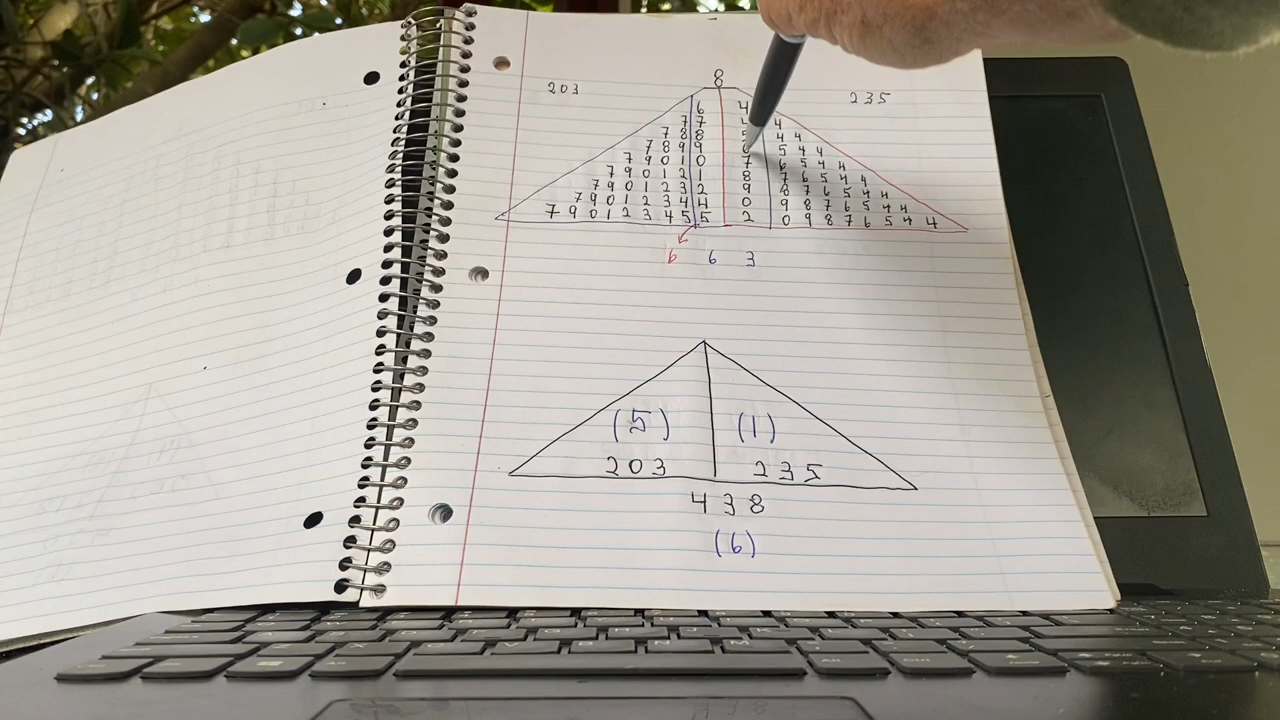 8
203 235
6 4
7 7 4 4
7 8 8 5 4 4
7 8 9 9 6 5 4 4
7 9 0 1 0 7 6 5 4 4
7 9 0 1 2 1 8 7 6 5 4 4
7 9 0 1 2 3 2 9 8 7 6 5 4 4
7 9 0 1 2 3 4 4 0 9 8 7 6 5 4 4
7 9 0 1 2 3 4 5 5 2 0 9 8 7 6 5 4 4
6 6 3
(5) (1)
203 235
438
(6)